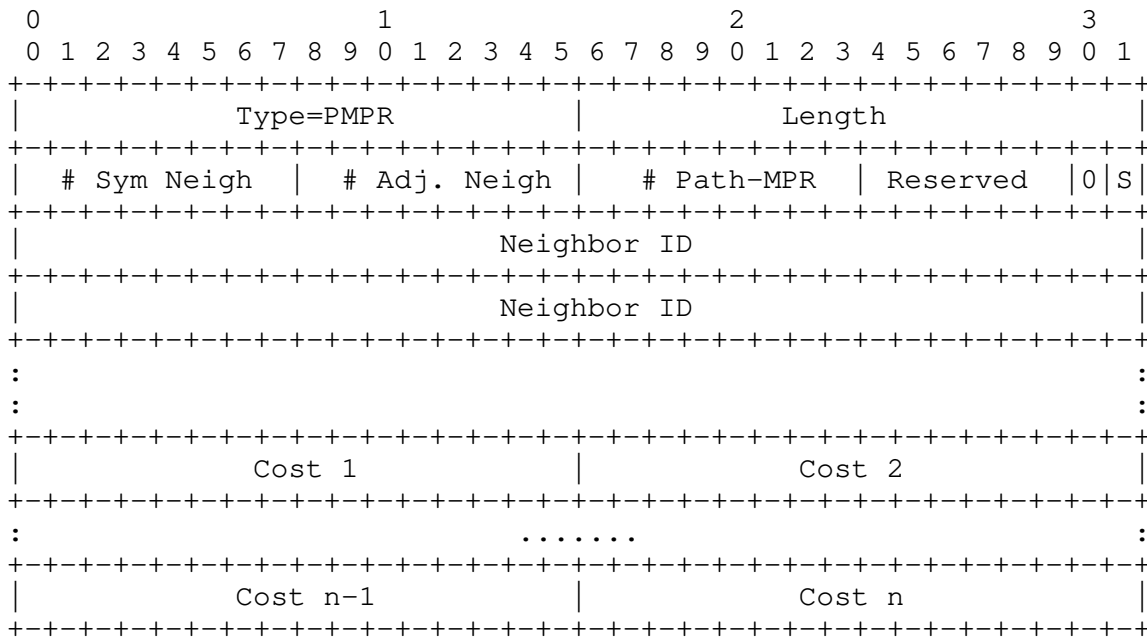 0                   1                   2                   3
0 1 2 3 4 5 6 7 8 9 0 1 2 3 4 5 6 7 8 9 0 1 2 3 4 5 6 7 8 9 0 1
+-+-+-+-+-+-+-+-+-+-+-+-+-+-+-+-+-+-+-+-+-+-+-+-+-+-+-+-+-+-+-+-+
|           Type=PMPR           |            Length             |
+-+-+-+-+-+-+-+-+-+-+-+-+-+-+-+-+-+-+-+-+-+-+-+-+-+-+-+-+-+-+-+-+
|  # Sym Neigh  |  # Adj. Neigh |   # Path-MPR  | Reserved  |0|S|
+-+-+-+-+-+-+-+-+-+-+-+-+-+-+-+-+-+-+-+-+-+-+-+-+-+-+-+-+-+-+-+-+
|                          Neighbor ID                          |
+-+-+-+-+-+-+-+-+-+-+-+-+-+-+-+-+-+-+-+-+-+-+-+-+-+-+-+-+-+-+-+-+
|                          Neighbor ID                          |
+-+-+-+-+-+-+-+-+-+-+-+-+-+-+-+-+-+-+-+-+-+-+-+-+-+-+-+-+-+-+-+-+
:                                                               :
:                                                               :
+-+-+-+-+-+-+-+-+-+-+-+-+-+-+-+-+-+-+-+-+-+-+-+-+-+-+-+-+-+-+-+-+
|            Cost 1             |            Cost 2             |
+-+-+-+-+-+-+-+-+-+-+-+-+-+-+-+-+-+-+-+-+-+-+-+-+-+-+-+-+-+-+-+-+
:                            .......                            :
+-+-+-+-+-+-+-+-+-+-+-+-+-+-+-+-+-+-+-+-+-+-+-+-+-+-+-+-+-+-+-+-+
|           Cost n-1            |            Cost n             |
+-+-+-+-+-+-+-+-+-+-+-+-+-+-+-+-+-+-+-+-+-+-+-+-+-+-+-+-+-+-+-+-+